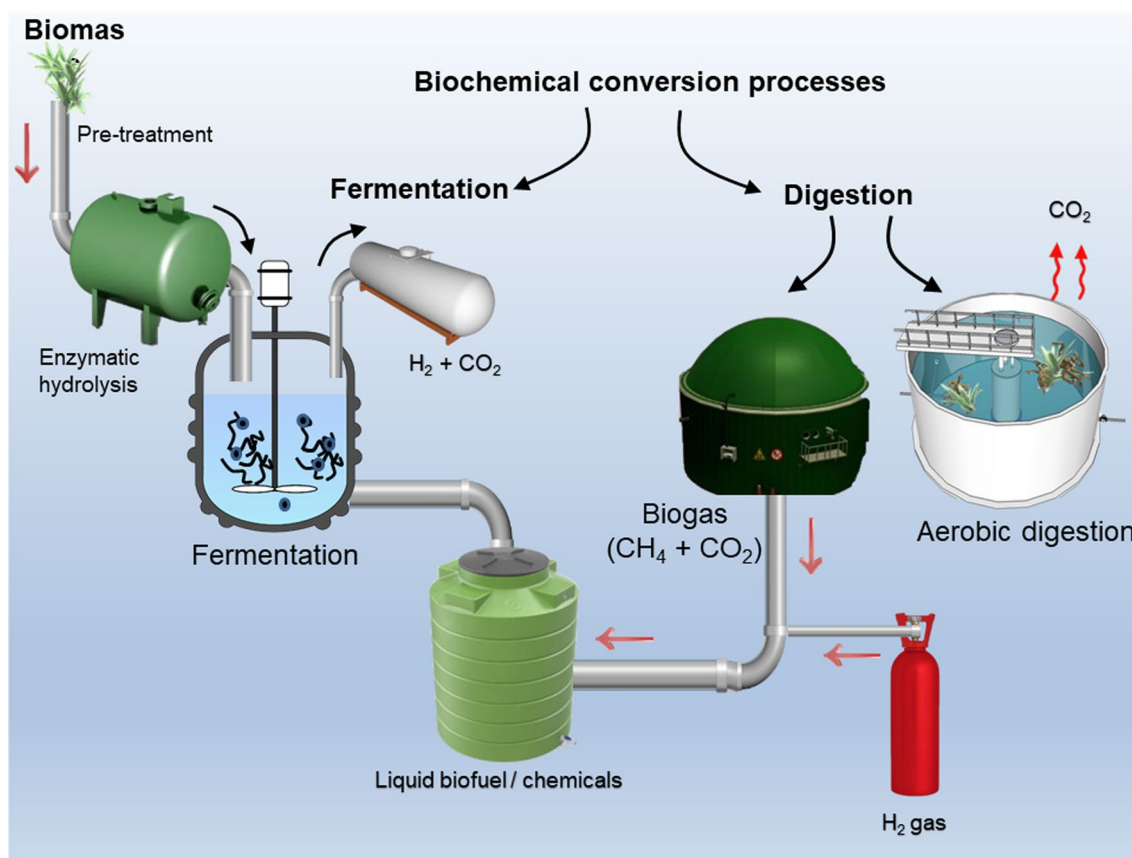 Biomas
Biochemical conversion processes
Pre-treatment
Fermentation
Digestion
CO₂
Enzymatic
hydrolysis
H₂ + CO₂
Fermentation
Biogas
(CH₄ + CO₂)
Aerobic digestion
Liquid biofuel / chemicals
H₂ gas